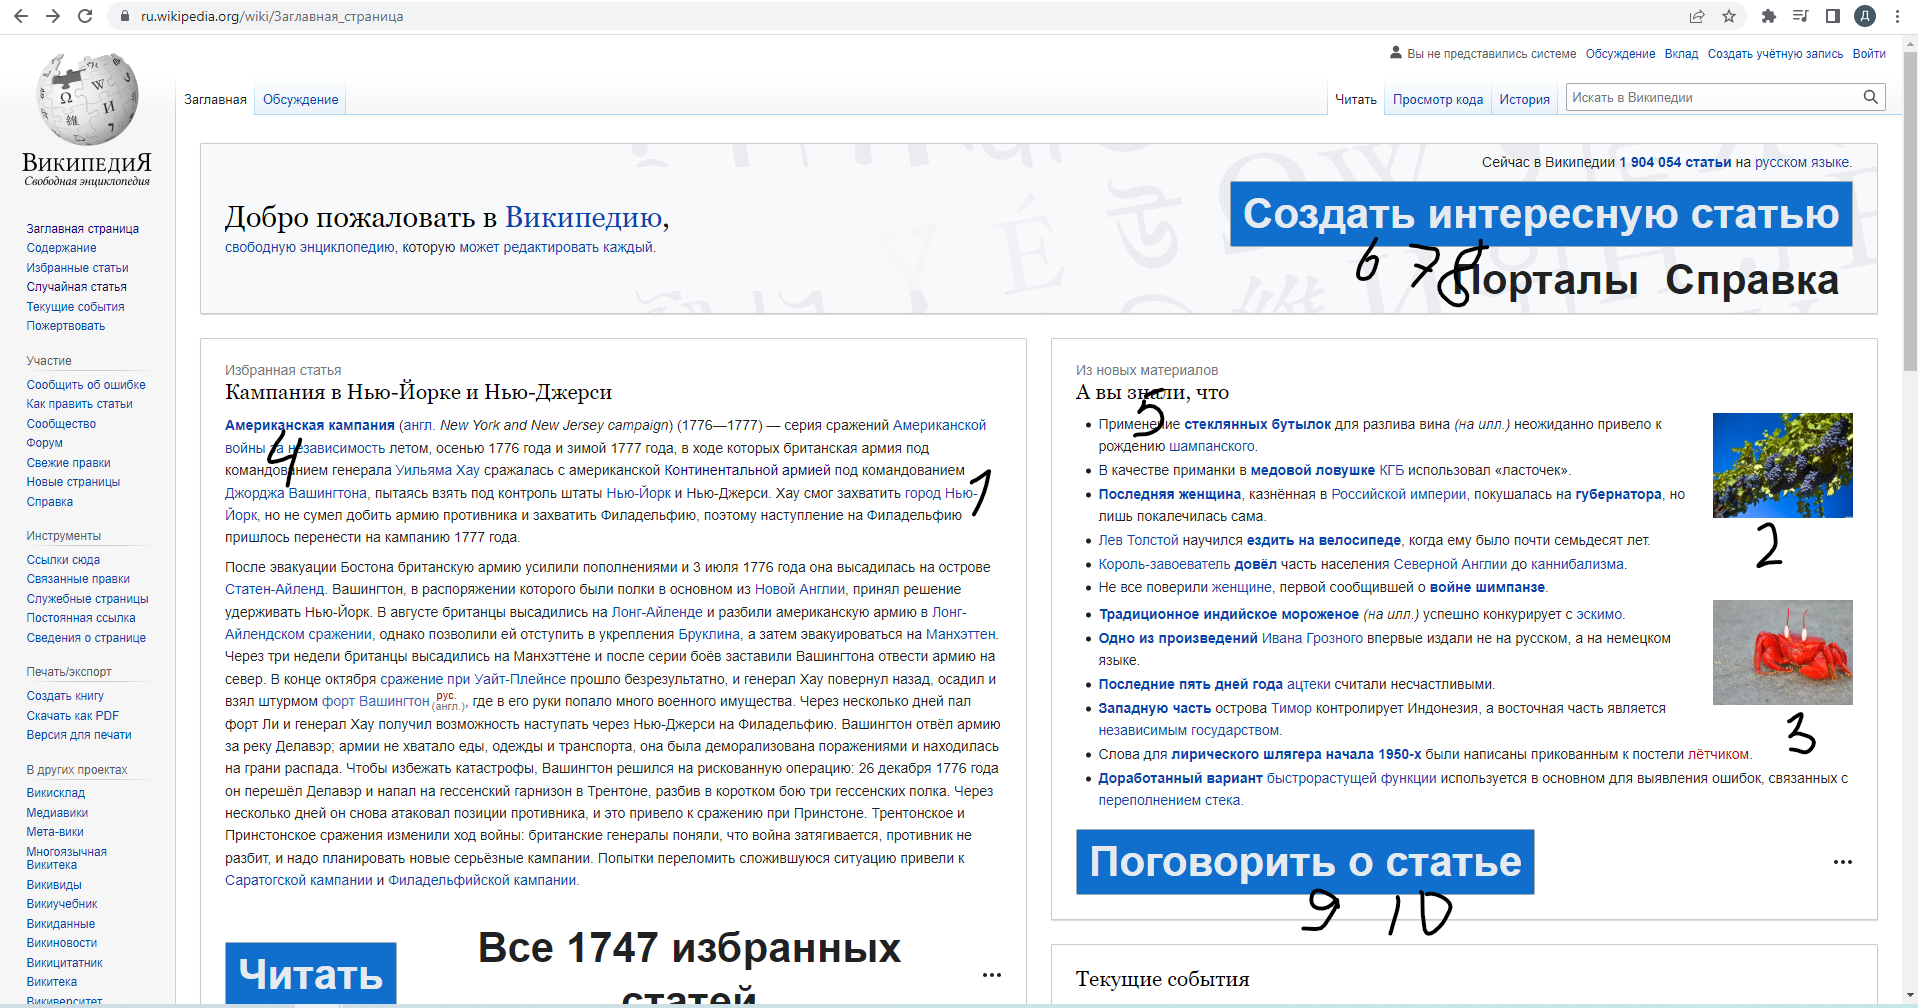 ru.wikipedia.org/wiki/Заглавная_страница
Д
ВИКИПЕДИЯ
Свободная энциклопедия
Вы не представились системе Обсуждение Вклад Создать учётную запись Войти
Заглавная Обсуждение
Читать Просмотр кода История Искать в Википедии
Сейчас в Википедии 1 904 054 статьи на русском языке.
Добро пожаловать в Википедию,
свободную энциклопедию, которую может редактировать каждый.
Создать интересную статью
6 7 8
Порталы Справка
Заглавная страница
Содержание
Избранные статьи
Случайная статья
Текущие события
Пожертвовать
Участие
Сообщить об ошибке
Как править статьи
Сообщество
Форум
Свежие правки
Новые страницы
Справка
Инструменты
Ссылки сюда
Связанные правки
Служебные страницы
Постоянная ссылка
Сведения о странице
Печать/экспорт
Создать книгу
Скачать как PDF
Версия для печати
В других проектах
Викисклад
Медиавики
Мета-вики
Многоязычная
Викитека
Викивиды
Викиучебник
Викиданные
Викиновости
Викицитатник
Викитека
Викиверситет
Избранная статья
Кампания в Нью-Йорке и Нью-Джерси
Американская кампания (англ. New York and New Jersey campaign) (1776—1777) — серия сражений Американской
войны за независимость летом, осенью 1776 года и зимой 1777 года, в ходе которых британская армия под
4
командованием генерала Уильяма Хау сражалась с американской Континентальной армией под командованием
Джорджа Вашингтона, пытаясь взять под контроль штаты Нью-Йорк и Нью-Джерси. Хау смог захватить город Нью-
1
Йорк, но не сумел добить армию противника и захватить Филадельфию, поэтому наступление на Филадельфию
пришлось перенести на кампанию 1777 года.
После эвакуации Бостона британскую армию усилили пополнениями и 3 июля 1776 года она высадилась на острове
Статен-Айленд. Вашингтон, в распоряжении которого были полки в основном из Новой Англии, принял решение
удерживать Нью-Йорк. В августе британцы высадились на Лонг-Айленде и разбили американскую армию в Лонг-
Айлендском сражении, однако позволили ей отступить в укрепления Бруклина, а затем эвакуироваться на Манхэттен.
Через три недели британцы высадились на Манхэттене и после серии боёв заставили Вашингтона отвести армию на
север. В конце октября сражение при Уайт-Плейнсе прошло безрезультатно, и генерал Хау повернул назад, осадил и
взял штурмом форт Вашингтон рус. (англ.), где в его руки попало много военного имущества. Через несколько дней пал
форт Ли и генерал Хау получил возможность наступать через Нью-Джерси на Филадельфию. Вашингтон отвёл армию
за реку Делавэр; армии не хватало еды, одежды и транспорта, она была деморализована поражениями и находилась
на грани распада. Чтобы избежать катастрофы, Вашингтон решился на рискованную операцию: 26 декабря 1776 года
он перешёл Делавэр и напал на гессенский гарнизон в Трентоне, разбив в коротком бою три гессенских полка. Через
несколько дней он снова атаковал позиции противника, и это привело к сражению при Принстоне. Трентонское и
Принстонское сражения изменили ход войны: британские генералы поняли, что война затягивается, противник не
разбит, и надо планировать новые серьёзные кампании. Попытки переломить сложившуюся ситуацию привели к
Саратогской кампании и Филадельфийской кампании.
Читать
Все 1747 избранных
статей
Из новых материалов
А вы знали, что
5
Применение стеклянных бутылок для разлива вина (на илл.) неожиданно привело к
рождению шампанского.
В качестве приманки в медовой ловушке КГБ использовал «ласточек».
Последняя женщина, казнённая в Российской империи, покушалась на губернатора, но
лишь покалечилась сама.
2
Лев Толстой научился ездить на велосипеде, когда ему было почти семьдесят лет.
Король-завоеватель довёл часть населения Северной Англии до каннибализма.
Не все поверили женщине, первой сообщившей о войне шимпанзе.
Традиционное индийское мороженое (на илл.) успешно конкурирует с эскимо.
Одно из произведений Ивана Грозного впервые издали не на русском, а на немецком
языке.
Последние пять дней года ацтеки считали несчастливыми.
Западную часть острова Тимор контролирует Индонезия, а восточная часть является
независимым государством.
3
Слова для лирического шлягера начала 1950-х были написаны прикованным к постели лётчиком.
Доработанный вариант быстрорастущей функции используется в основном для выявления ошибок, связанных с
переполнением стека.
Поговорить о статье
9 10
Текущие события